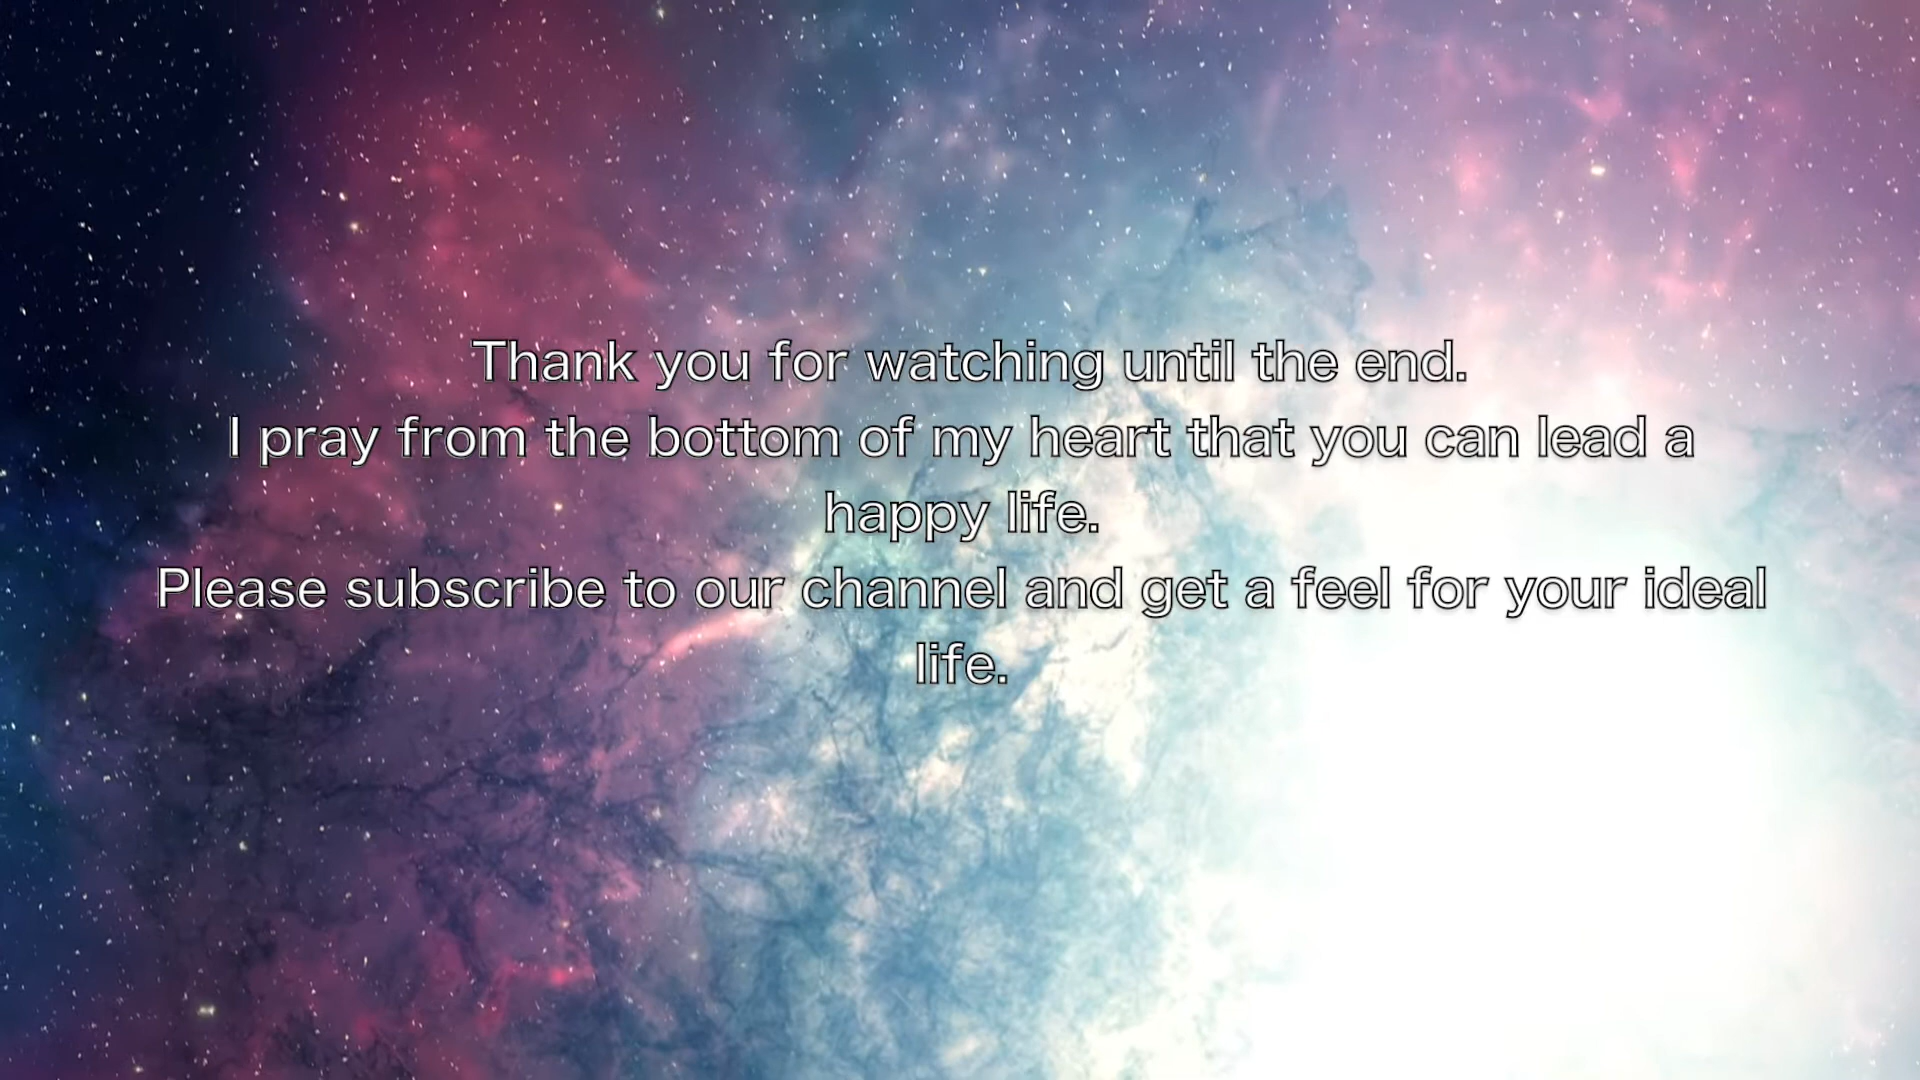 Thank you for watching until the end.
I pray from the bottom of my heart that you can lead a
happy life.
Please subscribe to our channel and get a feel for your ideal
life.